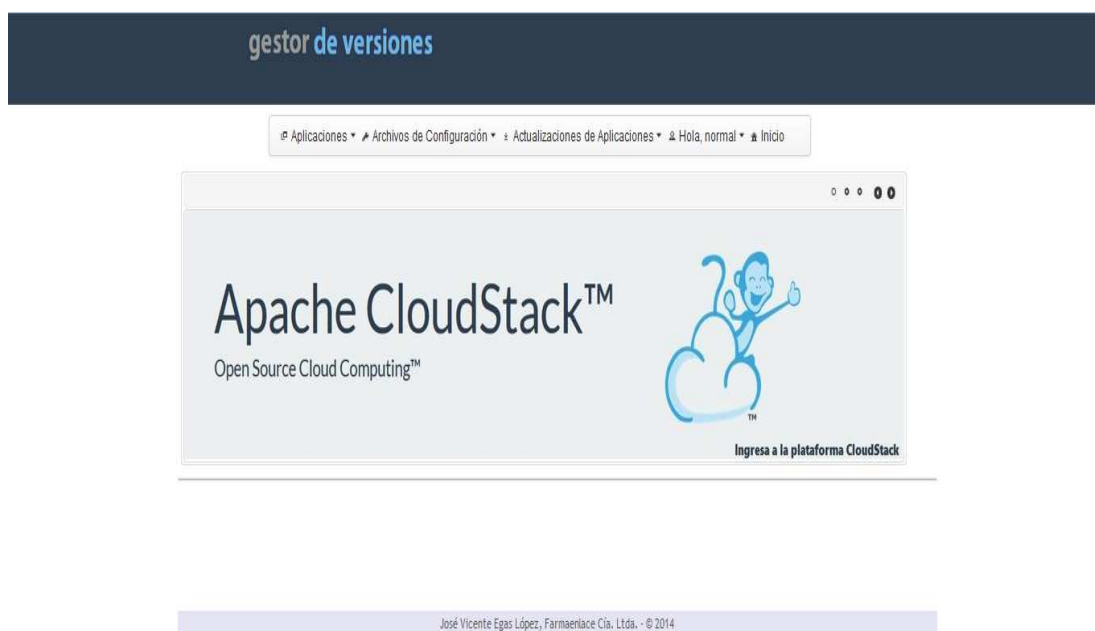 gestor de versiones
Aplicaciones Archivos de Configuración Actualizaciones de Aplicaciones Hola, normal Inicio
Apache CloudStack™
Open Source Cloud Computing™
TM
Ingresa a la plataforma CloudStack
José Vicente Egas López, Farmaenlace Cía. Ltda. - © 2014